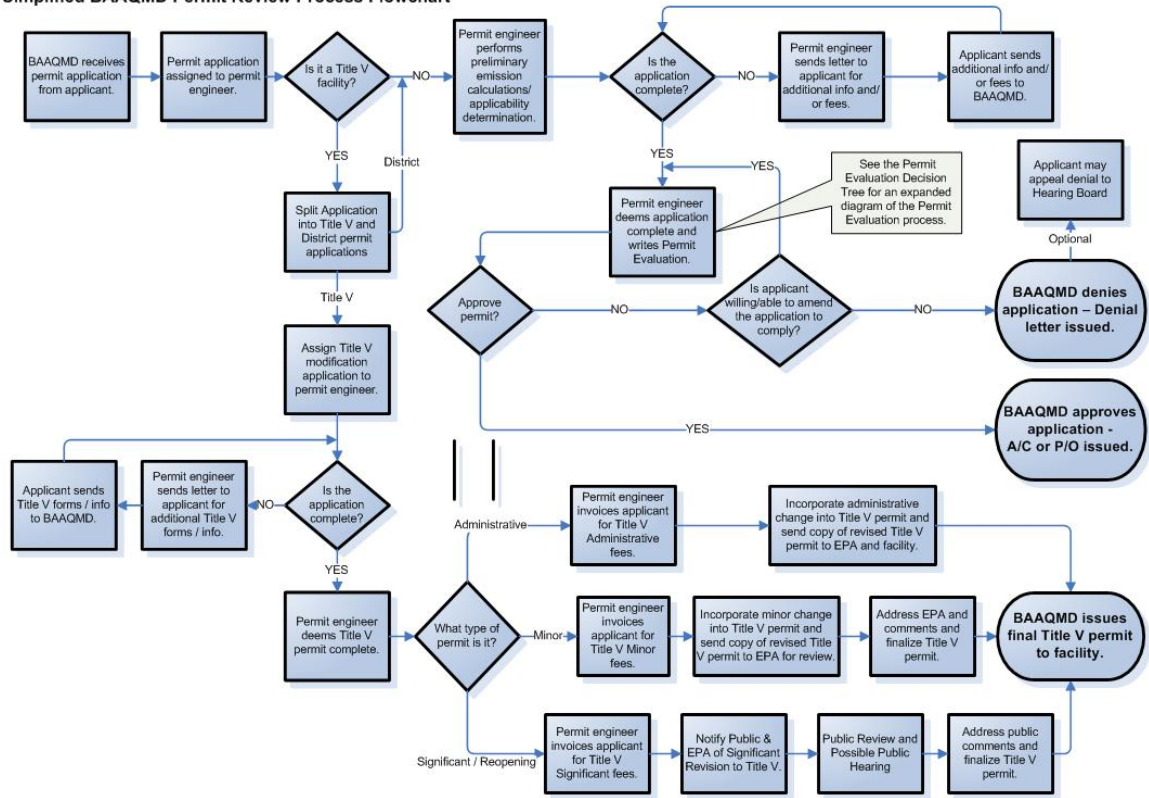 Simplified BAAQMD Permit Review Process Flowchart
BAAQMD receives
permit application
from applicant.
Permit application
assigned to permit
engineer.
Is it a Title V
facility?
NO
Permit engineer
performs
preliminary
emission
calculations/
applicability
determination.
Is the
application
complete?
NO
Permit engineer
sends letter to
applicant for
additional info and/
or fees.
Applicant sends
additional info and/
or fees to
BAAQMD.
YES
District
YES
YES
See the Permit
Evaluation Decision
Tree for an expanded
diagram of the Permit
Evaluation process.
Applicant may
appeal denial to
Hearing Board
Optional
Split Application
into Title V and
District permit
applications
Permit engineer
deems application
complete and
writes Permit
Evaluation.
Title V
Approve
permit?
NO
Is applicant
willing/able to amend
the application to
comply?
NO
BAAQMD denies
application – Denial
letter issued.
Assign Title V
modification
application to
permit engineer.
YES
BAAQMD approves
application -
A/C or P/O issued.
Applicant sends
Title V forms / info
to BAAQMD.
Permit engineer
sends letter to
applicant for
additional Title V
forms / info.
NO
Is the
application
complete?
YES
Administrative
Permit engineer
invoices applicant
for Title V
Administrative
fees.
Incorporate administrative
change into Title V permit and
send copy of revised Title V
permit to EPA and facility.
Permit engineer
deems Title V
permit complete.
What type of
permit is it?
Minor
Permit engineer
invoices
applicant for
Title V Minor
fees.
Incorporate minor change
into Title V permit and
send copy of revised Title
V permit to EPA for review.
Address EPA and
comments and
finalize Title V
permit.
BAAQMD issues
final Title V permit
to facility.
Significant / Reopening
Permit engineer
invoices applicant
for Title V
Significant fees.
Notify Public &
EPA of Significant
Revision to Title V.
Public Review and
Possible Public
Hearing
Address public
comments and
finalize Title V
permit.